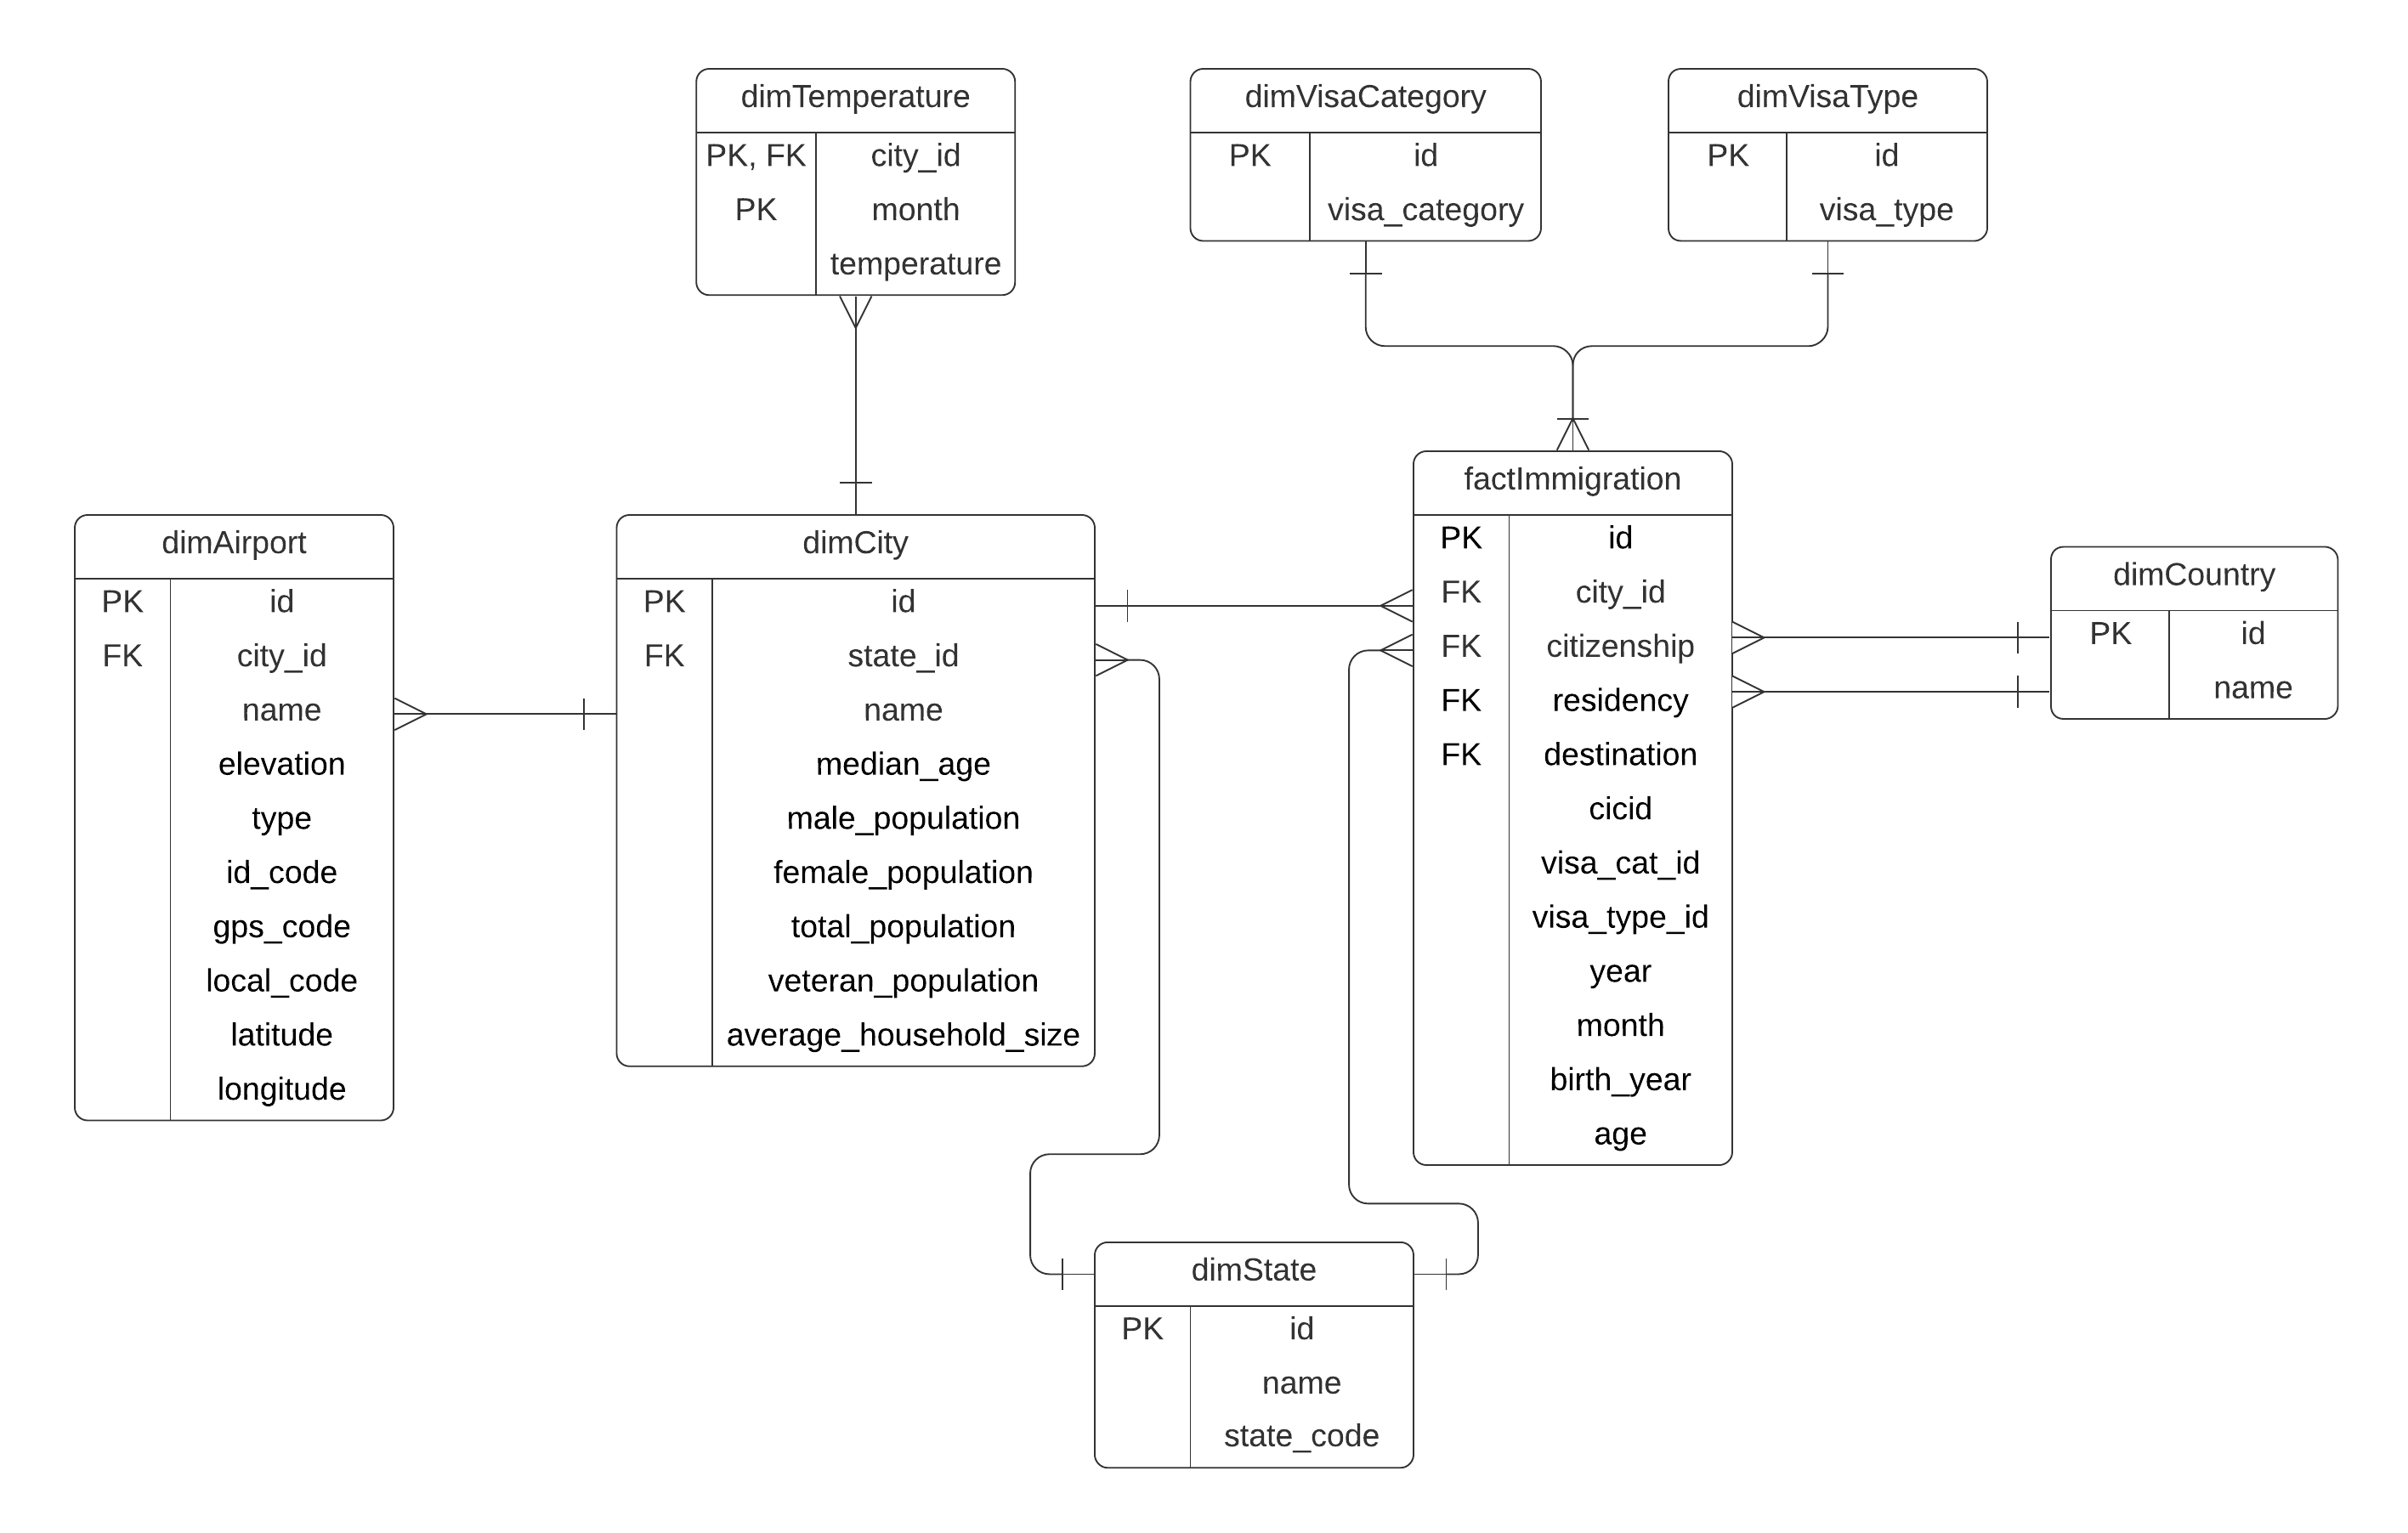 dimTemperature
PK, FK city_id
PK month
temperature
dimVisaCategory
PK id
visa_category
dimVisaType
PK id
visa_type
dimAirport
PK id
FK city_id
name
elevation
type
id_code
gps_code
local_code
latitude
longitude
dimCity
PK id
FK state_id
name
median_age
male_population
female_population
total_population
veteran_population
average_household_size
factImmigration
PK id
FK city_id
FK citizenship
FK residency
FK destination
cicid
visa_cat_id
visa_type_id
year
month
birth_year
age
dimCountry
PK id
name
dimState
PK id
name
state_code